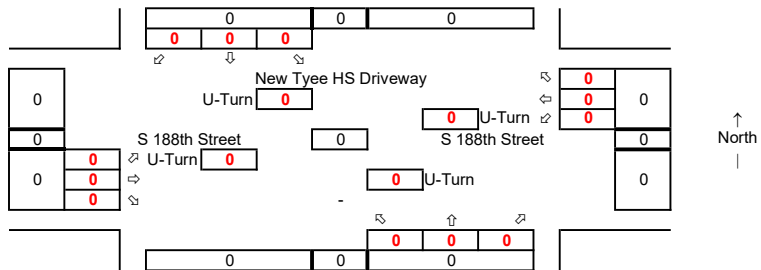 0 0 0
0 0 0
⬃ ⇩ ⬂
New Tyee HS Driveway ⬁ 0
0 U-Turn 0 ⇦ 0 0 ↑
0 U-Turn ⬃ 0
0 S 188th Street 0 S 188th Street 0 North
0 ⬀ U-Turn 0 |
0 0 ⇨ 0 U-Turn 0
0 ⬂ -
⬁ ⇧ ⬀
0 0 0
0 0 0